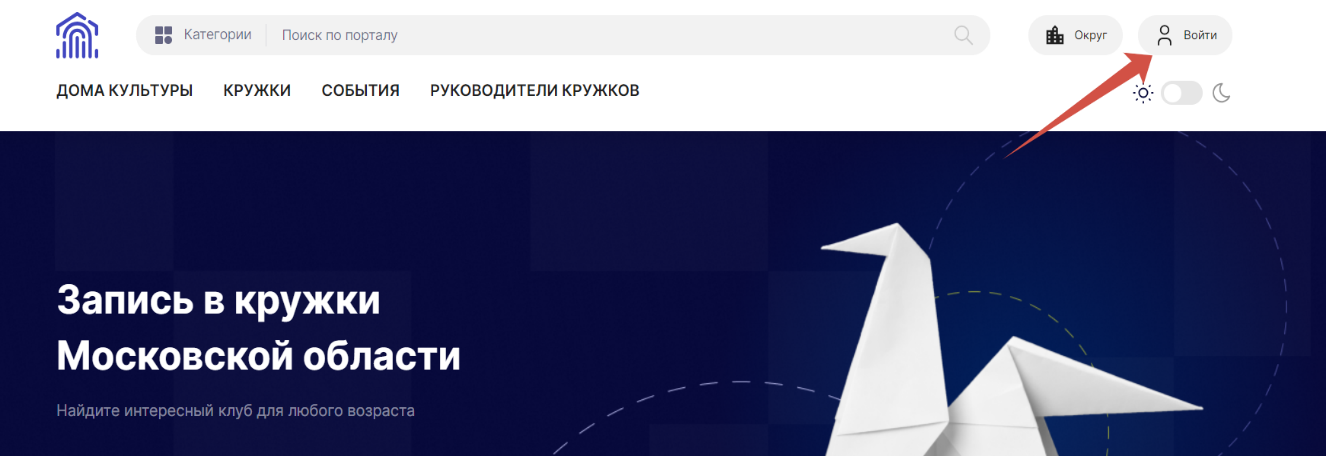 Категории
Поиск по порталу
Округ
Войти
ДОМА КУЛЬТУРЫ
КРУЖКИ
СОБЫТИЯ
РУКОВОДИТЕЛИ КРУЖКОВ
Запись в кружки
Московской области
Найдите интересный клуб для любого возраста